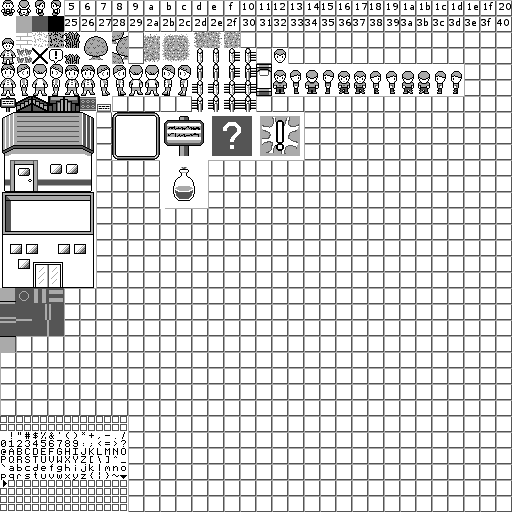 5 6 7 8 9 a b c d e f 10 11 12 13 14 15 16 17 18 19 1a 1b 1c 1d 1e 1f 20
25 26 27 28 29 2a 2b 2c 2d 2e 2f 30 31 32 33 34 35 36 37 38 39 3a 3b 3c 3d 3e 3f 40
!
? !
!"#$%&'()*+,-./
0123456789:;<=>?
@ABCDEFGHIJKLMNO
PQRSTUVWXYZ[\]^_
`abcdefghijklmno
pqrstuvwxyz{|}~